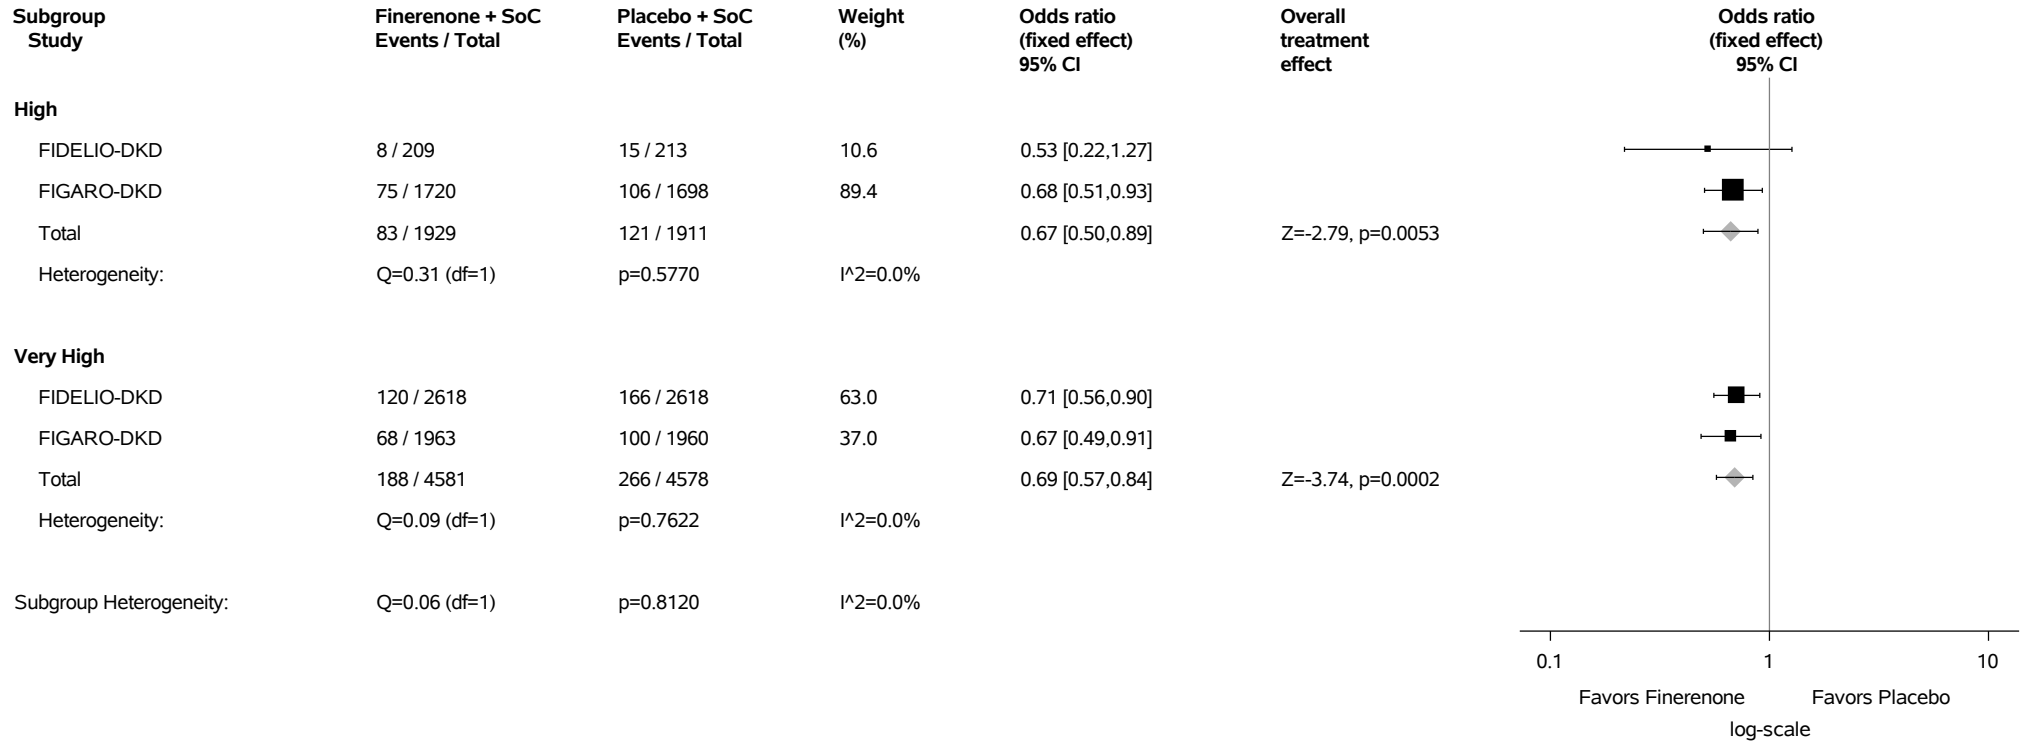 Subgroup Finerenone + SoC Placebo + SoC Weight Odds ratio Overall Odds ratio
Study Events / Total Events / Total (%) (fixed effect) treatment (fixed effect)
95% CI effect 95% CI
High
FIDELIO-DKD 8 / 209 15 / 213 10.6 0.53 [0.22,1.27]
FIGARO-DKD 75 / 1720 106 / 1698 89.4 0.68 [0.51,0.93]
Total 83 / 1929 121 / 1911 0.67 [0.50,0.89] Z=-2.79, p=0.0053
Heterogeneity: Q=0.31 (df=1) p=0.5770 I^2=0.0%
Very High
FIDELIO-DKD 120 / 2618 166 / 2618 63.0 0.71 [0.56,0.90]
FIGARO-DKD 68 / 1963 100 / 1960 37.0 0.67 [0.49,0.91]
Total 188 / 4581 266 / 4578 0.69 [0.57,0.84] Z=-3.74, p=0.0002
Heterogeneity: Q=0.09 (df=1) p=0.7622 I^2=0.0%
Subgroup Heterogeneity: Q=0.06 (df=1) p=0.8120 I^2=0.0%
0.1 1 10
Favors Finerenone Favors Placebo
log-scale